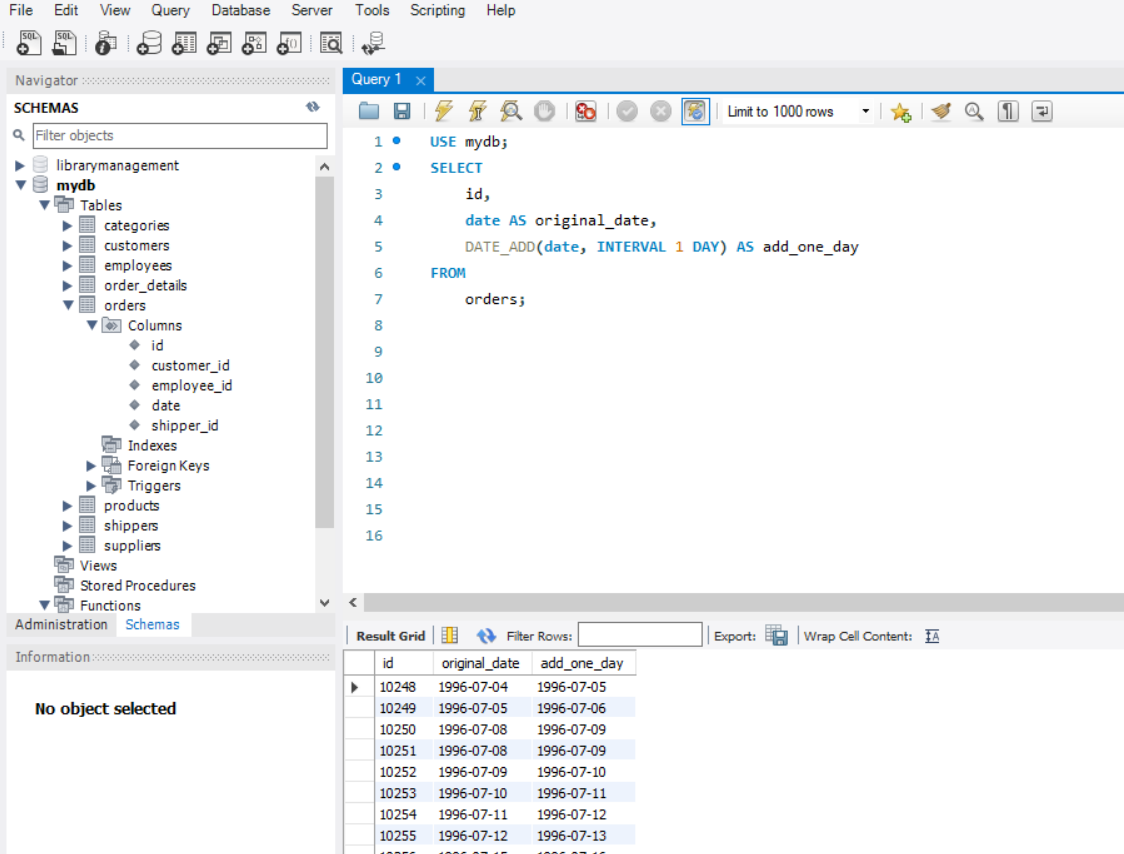 File Edit View Query Database Server Tools Scripting Help
SQL SQL
Navigator
SCHEMAS
Filter objects
librarymanagement
mydb
Tables
categories
customers
employees
order_details
orders
Columns
id
customer_id
employee_id
date
shipper_id
Indexes
Foreign Keys
Triggers
products
shippers
suppliers
Views
Stored Procedures
Functions
Administration Schemas
Information
No object selected
Query 1
Limit to 1000 rows
1 USE mydb;
2 SELECT
3 id,
4 date AS original_date,
5 DATE_ADD(date, INTERVAL 1 DAY) AS add_one_day
6 FROM
7 orders;
8
9
10
11
12
13
14
15
16
Result Grid Filter Rows: Export: Wrap Cell Content:
id original_date add_one_day
10248 1996-07-04 1996-07-05
10249 1996-07-05 1996-07-06
10250 1996-07-08 1996-07-09
10251 1996-07-08 1996-07-09
10252 1996-07-09 1996-07-10
10253 1996-07-10 1996-07-11
10254 1996-07-11 1996-07-12
10255 1996-07-12 1996-07-13